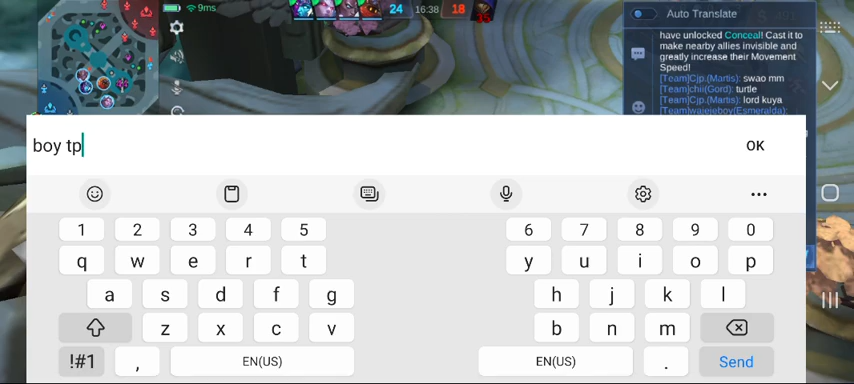 9ms
24 16:38 18
Auto Translate
have unlocked Conceal! Cast it to
make nearby allies invisible and
greatly increase their Movement
Speed!
[Team]Cjp.(Martis): swao mm
[Team]chii(Gord): turtle
[Team]Cjp.(Martis): lord kuya
[Team]wajejeboy(Esmeralda):
boy tp
OK
1 2 3 4 5 6 7 8 9 0
q w e r t y u i o p
a s d f g h j k l
z x c v b n m
!#1 , EN(US) EN(US) . Send